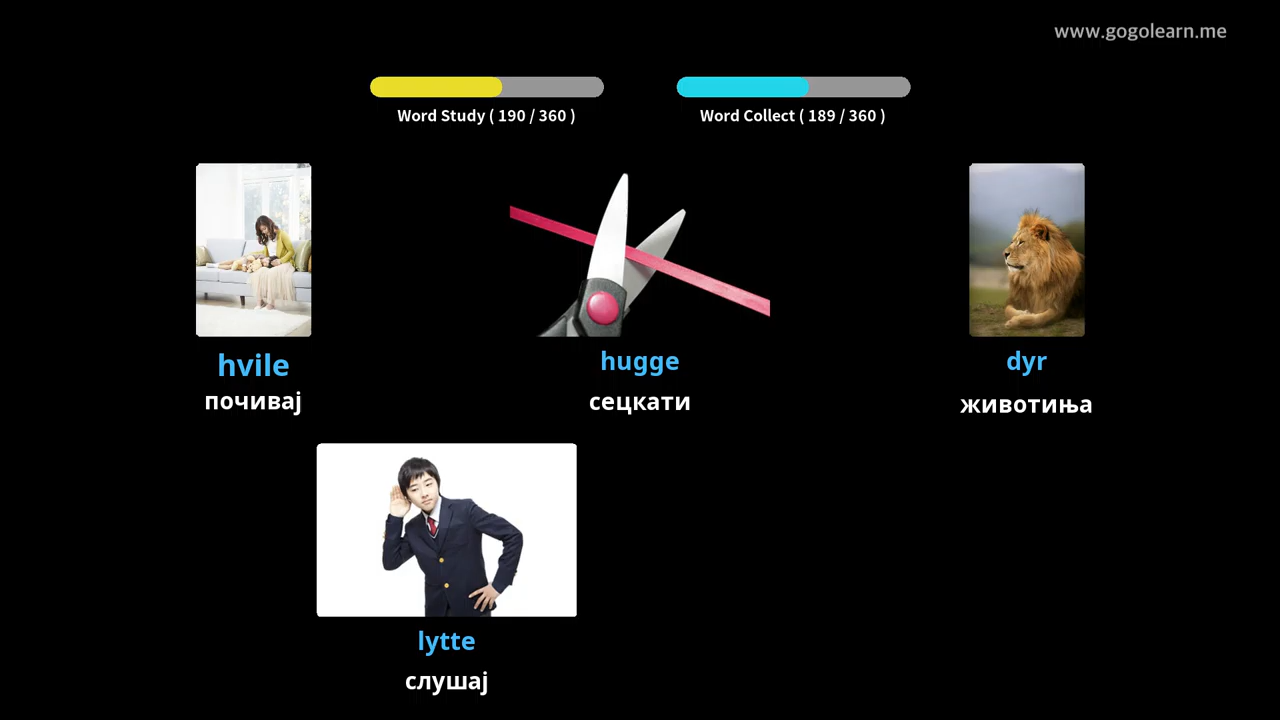 www.gogolearn.me
Word Study ( 190 / 360 )
Word Collect ( 189 / 360 )
hvile
почивај
hugge
сецкати
dyr
животиња
lytte
слушај